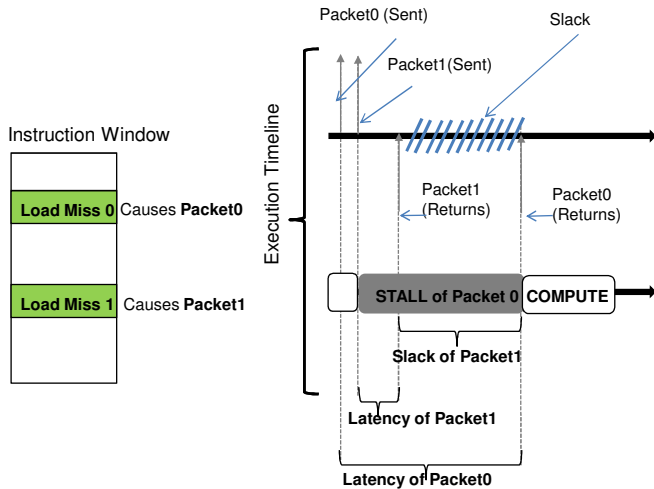 Packet0 (Sent)
Slack
Packet1(Sent)
Instruction Window
Execution Timeline
Load Miss 0 Causes Packet0
Load Miss 1 Causes Packet1
Packet1
(Returns)
Packet0
(Returns)
STALL of Packet 0
COMPUTE
Slack of Packet1
Latency of Packet1
Latency of Packet0